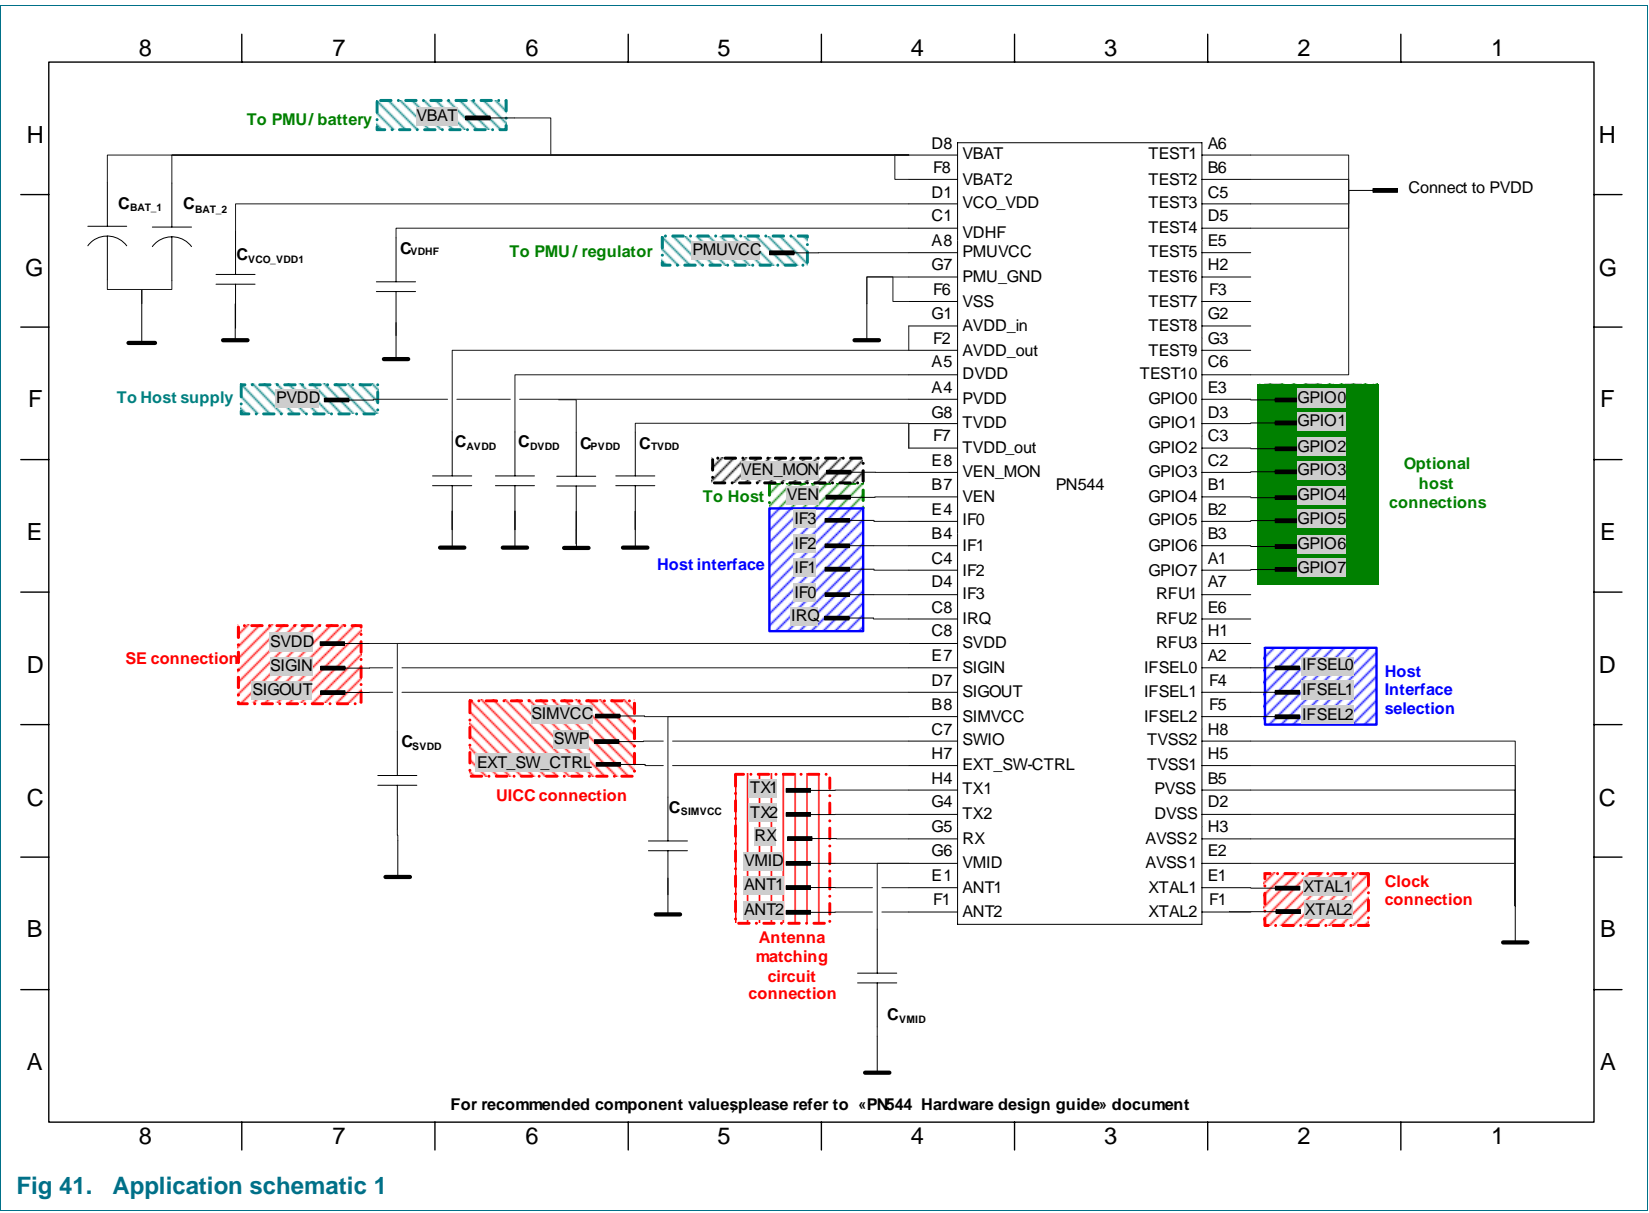 8 7 6 5 4 3 2 1
H
G
F
E
D
C
B
A
H
G
F
E
D
C
B
A
To PMU/ battery
VBAT
C BAT_1
C BAT_2
C VCO_VDD1
C VDHF
To PMU/ regulator
PMUVCC
To Host supply
PVDD
C AVDD
C DVDD
C PVDD
C TVDD
VEN_MON
To Host
VEN
Host interface
IF3
IF2
IF1
IF0
IRQ
SE connection
SVDD
SIGIN
SIGOUT
C SVDD
SIMVCC
SWP
EXT_SW_CTRL
UICC connection
C SIMVCC
TX1
TX2
RX
VMID
ANT1
ANT2
Antenna
matching
circuit
connection
C VMID
D8 VBAT
F8 VBAT2
D1 VCO_VDD
C1 VDHF
A8 PMUVCC
G7 PMU_GND
F6 VSS
G1 AVDD_in
F2 AVDD_out
A5 DVDD
A4 PVDD
G8 TVDD
F7 TVDD_out
E8 VEN_MON
B7 VEN
E4 IF0
B4 IF1
C4 IF2
D4 IF3
C8 IRQ
C8 SVDD
E7 SIGIN
D7 SIGOUT
B8 SIMVCC
C7 SWIO
H7 EXT_SW-CTRL
H4 TX1
G4 TX2
G5 RX
G6 VMID
E1 ANT1
F1 ANT2
PN544
TEST1 A6
TEST2 B6
TEST3 C5
TEST4 D5
TEST5 E5
TEST6 H2
TEST7 F3
TEST8 G2
TEST9 G3
TEST10 C6
GPIO0 E3
GPIO1 D3
GPIO2 C3
GPIO3 C2
GPIO4 B1
GPIO5 B2
GPIO6 B3
GPIO7 A1
RFU1 A7
RFU2 E6
RFU3 H1
IFSEL0 A2
IFSEL1 F4
IFSEL2 F5
TVSS2 H8
TVSS1 H5
PVSS B5
DVSS D2
AVSS2 H3
AVSS1 E2
XTAL1 E1
XTAL2 F1
Connect to PVDD
GPIO0
GPIO1
GPIO2
GPIO3
GPIO4
GPIO5
GPIO6
GPIO7
Optional
host
connections
IFSEL0
IFSEL1
IFSEL2
Host
Interface
selection
XTAL1
XTAL2
Clock
connection
For recommended component values please refer to «PN544 Hardware design guide» document
8 7 6 5 4 3 2 1
Fig 41. Application schematic 1